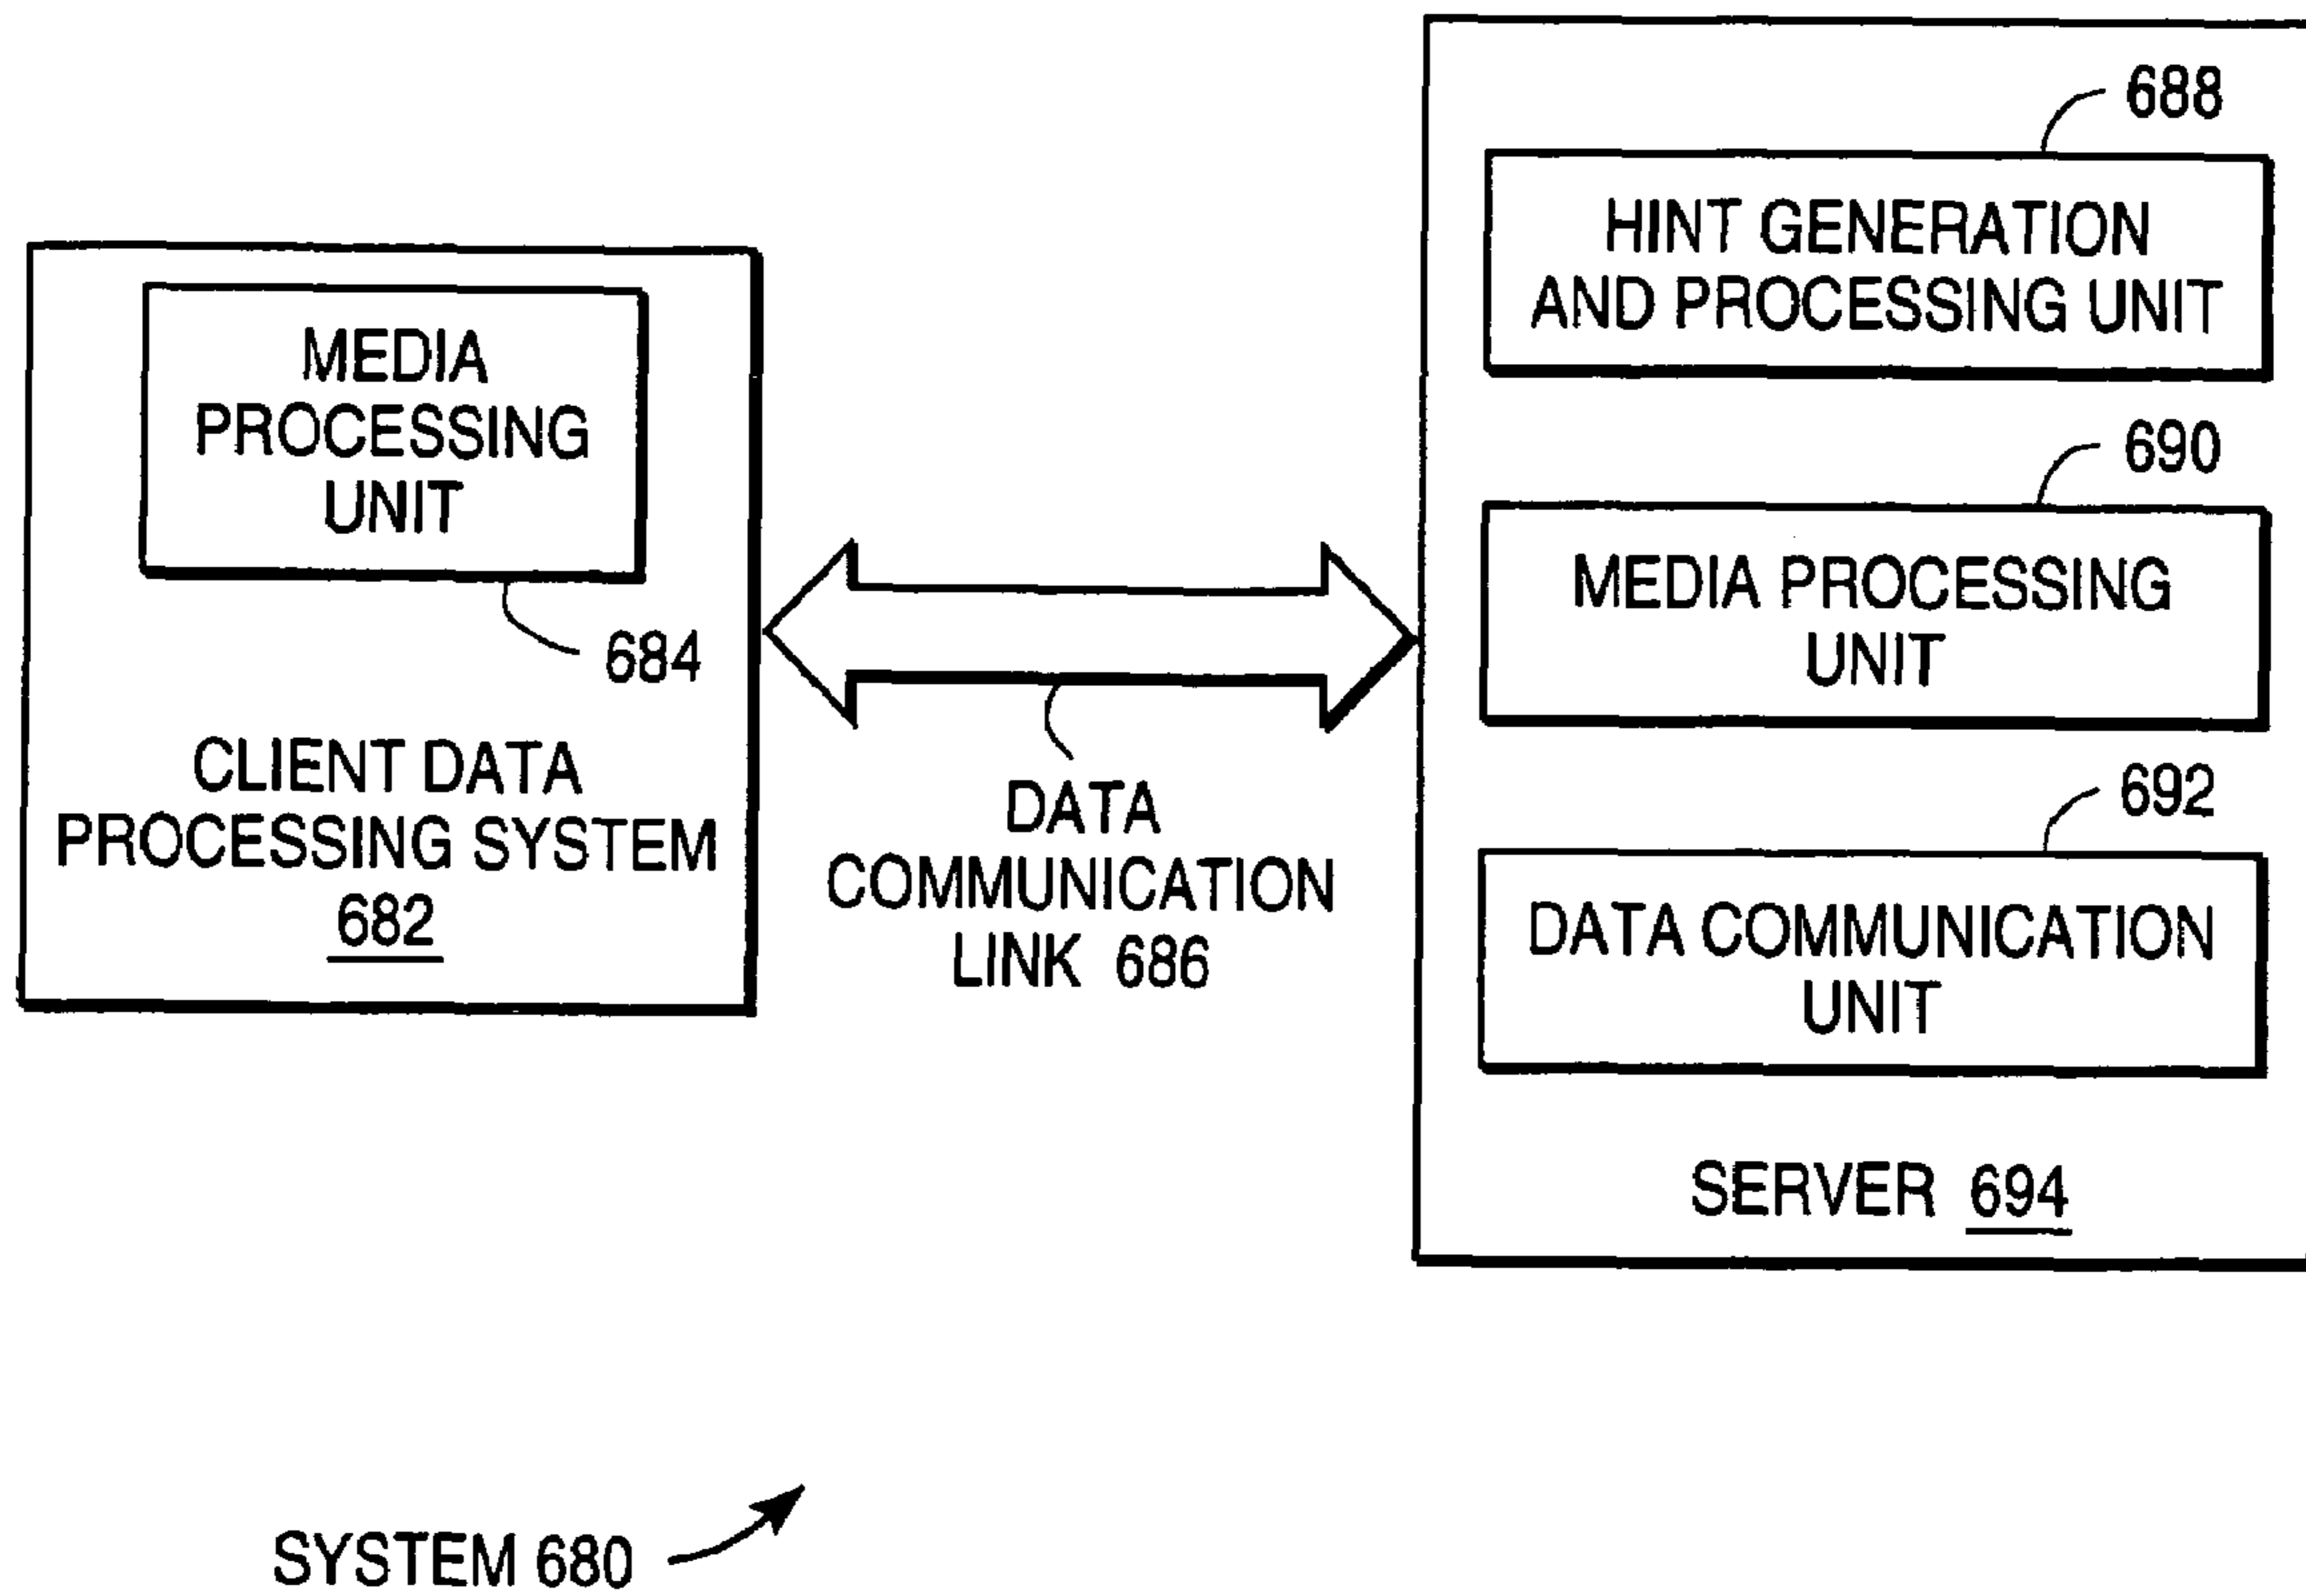 MEDIA
PROCESSING
UNIT
684
CLIENT DATA
PROCESSING SYSTEM
682
DATA
COMMUNICATION
LINK 686
688
HINT GENERATION
AND PROCESSING UNIT
690
MEDIA PROCESSING
UNIT
692
DATA COMMUNICATION
UNIT
SERVER 694
SYSTEM 680